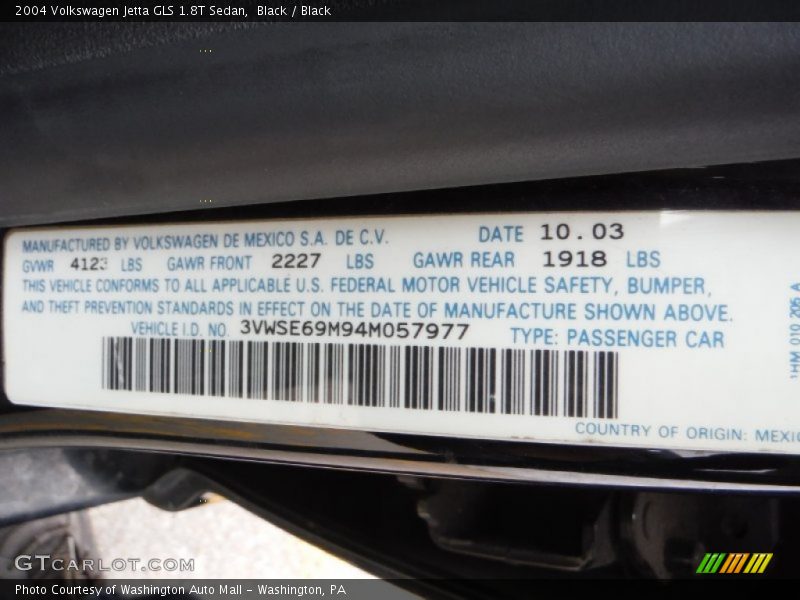 2004 Volkswagen Jetta GLS 1.8T Sedan, Black / Black
MANUFACTURED BY VOLKSWAGEN DE MEXICO S.A. DE C.V. DATE 10.03
GVWR 4123 LBS GAWR FRONT 2227 LBS GAWR REAR 1918 LBS
THIS VEHICLE CONFORMS TO ALL APPLICABLE U.S. FEDERAL MOTOR VEHICLE SAFETY, BUMPER,
AND THEFT PREVENTION STANDARDS IN EFFECT ON THE DATE OF MANUFACTURE SHOWN ABOVE.
VEHICLE I.D. NO. 3VWSE69M94M057977 TYPE: PASSENGER CAR
COUNTRY OF ORIGIN: MEXIC
1HM 010 205 A
GTCARLOT.COM
Photo Courtesy of Washington Auto Mall - Washington, PA